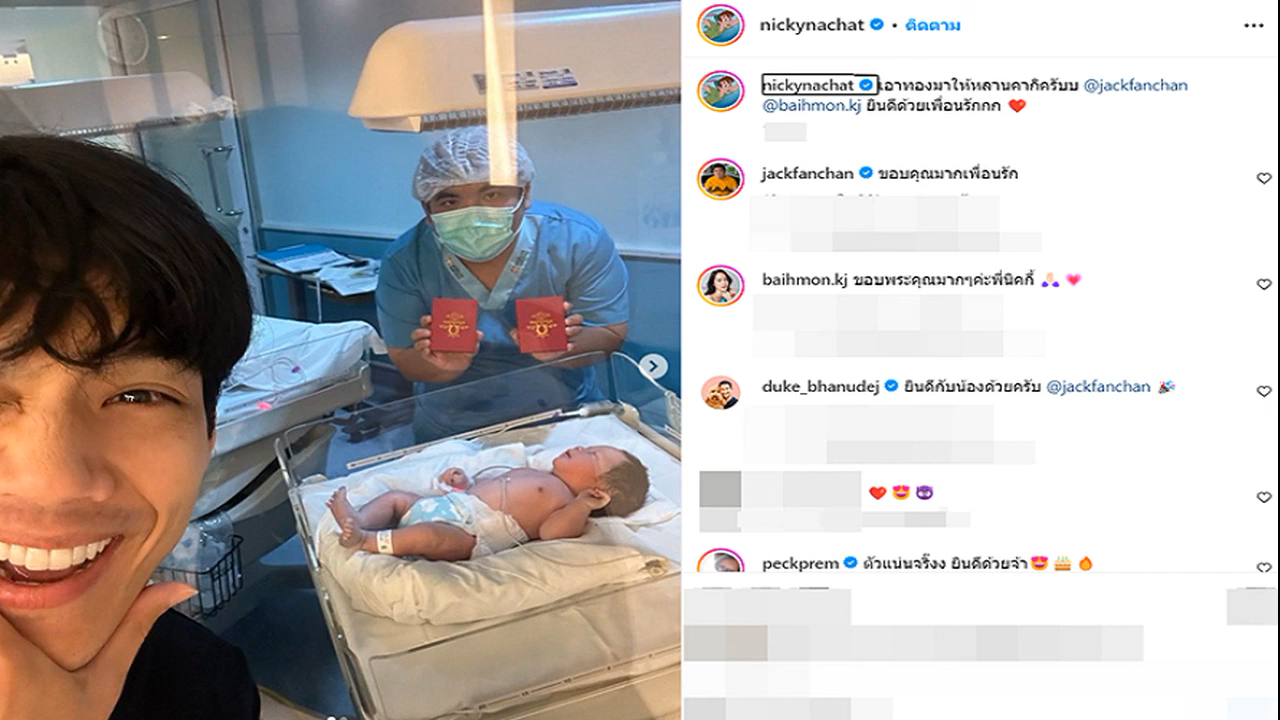 nickynachat • ติดตาม
nickynachat เอาทองมาให้หลานคากิครับบ @jackfanchan
@baihmon.kj ยินดีด้วยเพื่อนรักกก ❤️
jackfanchan ขอบคุณมากเพื่อนรัก
baihmon.kj ขอบพระคุณมากๆค่ะพี่นิคกี้ 🙏🏻 💗
duke_bhanudej ยินดีกับน้องด้วยครับ @jackfanchan 🎉
❤️ 😍 😈
peckprem ตัวแน่นจริ๊งง ยินดีด้วยจ้า 😍 🎂 🔥